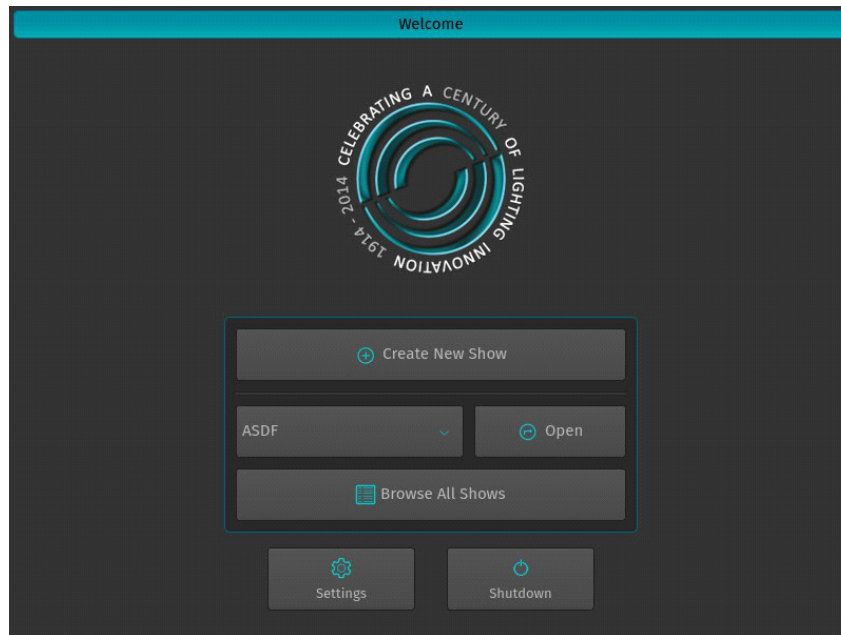 Welcome
CELEBRATING A CENTURY OF LIGHTING INNOVATION 1914 - 2014
Create New Show
ASDF
Open
Browse All Shows
Settings
Shutdown